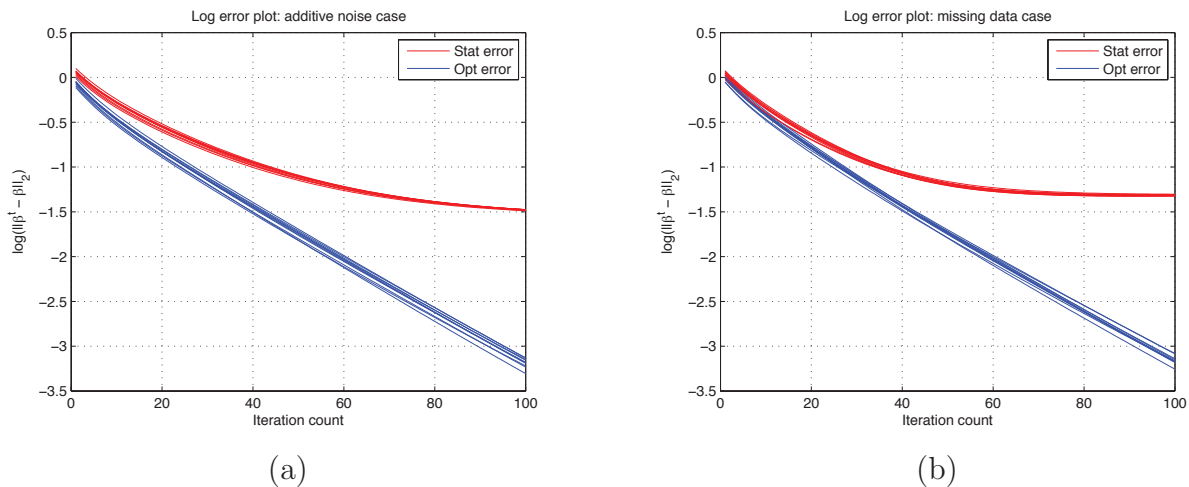 Log error plot: additive noise case
0.5
0
−0.5
−1
−1.5
−2
−2.5
−3
−3.5
log(||β^t − β||_2)
Stat error
Opt error
0 20 40 60 80 100
Iteration count
(a)
Log error plot: missing data case
0.5
0
−0.5
−1
−1.5
−2
−2.5
−3
−3.5
log(||β^t − β||_2)
Stat error
Opt error
0 20 40 60 80 100
Iteration count
(b)